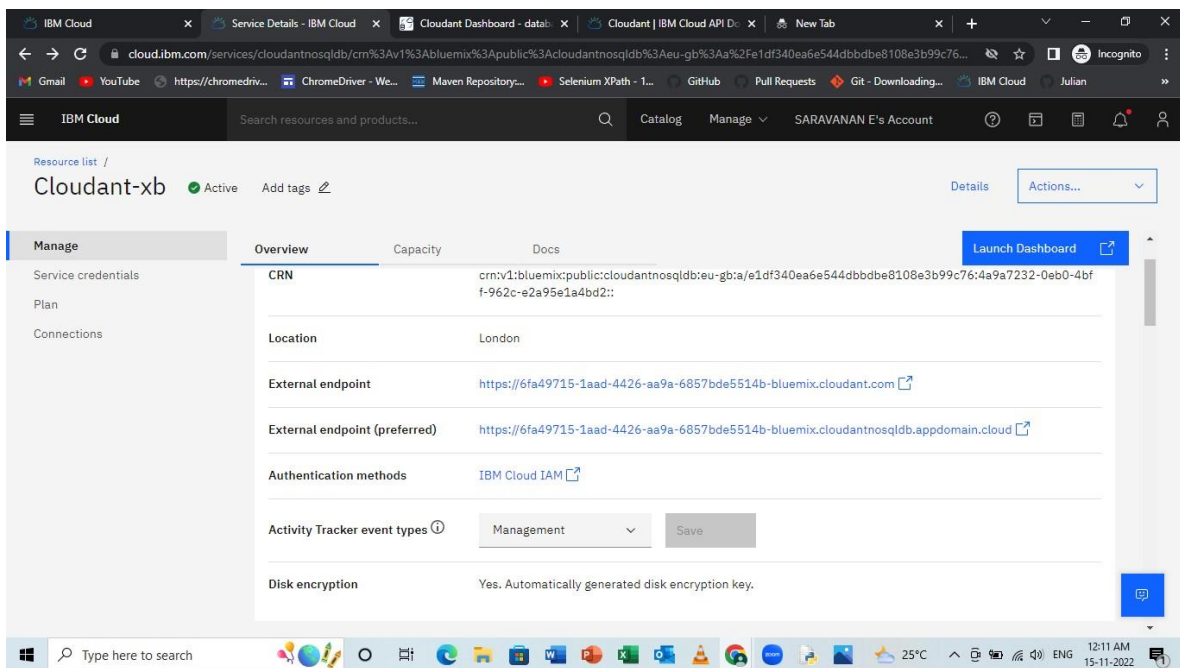 IBM Cloud
Service Details - IBM Cloud
Cloudant Dashboard - datab
Cloudant | IBM Cloud API Do
New Tab
cloud.ibm.com/services/cloudantnosqldb/crn%3Av1%3Abluemix%3Apublic%3Acloudantnosqldb%3Aeu-gb%3Aa%2Fe1df340ea6e544dbbdbe8108e3b99c76...
Incognito
Gmail
YouTube
https://chromedriv...
ChromeDriver - We...
Maven Repository:...
Selenium XPath - 1...
GitHub
Pull Requests
Git - Downloading...
IBM Cloud
Julian
»
IBM Cloud
Search resources and products...
Catalog
Manage
SARAVANAN E's Account
Resource list /
Cloudant-xb
Active
Add tags
Details
Actions...
Manage
Service credentials
Plan
Connections
Overview
Capacity
Docs
Launch Dashboard
CRN
crn:v1:bluemix:public:cloudantnosqldb:eu-gb:a/e1df340ea6e544dbbdbe8108e3b99c76:4a9a7232-0eb0-4bf
f-962c-e2a95e1a4bd2::
Location
London
External endpoint
https://6fa49715-1aad-4426-aa9a-6857bde5514b-bluemix.cloudant.com
External endpoint (preferred)
https://6fa49715-1aad-4426-aa9a-6857bde5514b-bluemix.cloudantnosqldb.appdomain.cloud
Authentication methods
IBM Cloud IAM
Activity Tracker event types
Management
Save
Disk encryption
Yes. Automatically generated disk encryption key.
Type here to search
25°C
ENG
12:11 AM
15-11-2022